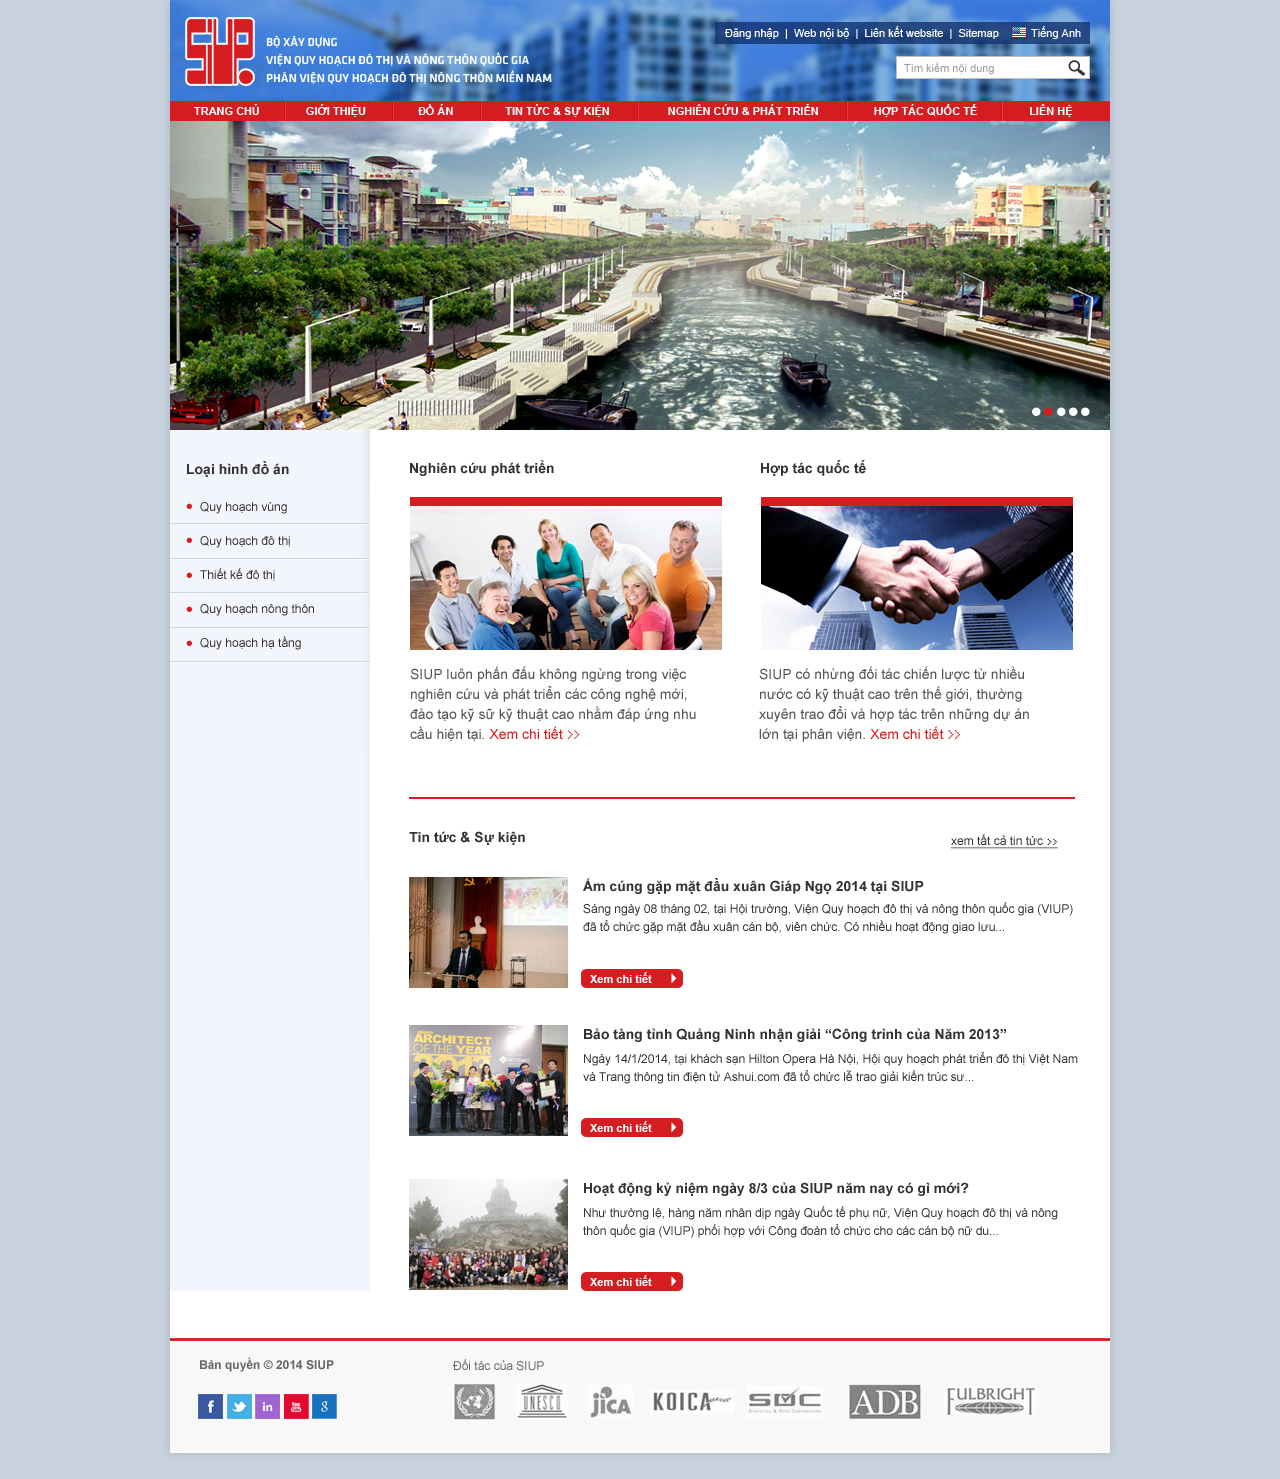 SIUP
BỘ XÂY DỰNG
VIỆN QUY HOẠCH ĐÔ THỊ VÀ NÔNG THÔN QUỐC GIA
PHÂN VIỆN QUY HOẠCH ĐÔ THỊ NÔNG THÔN MIỀN NAM
Đăng nhập | Web nội bộ | Liên kết website | Sitemap Tiếng Anh
Tìm kiếm nội dung
TRANG CHỦ GIỚI THIỆU ĐỒ ÁN TIN TỨC & SỰ KIỆN NGHIÊN CỨU & PHÁT TRIỂN HỢP TÁC QUỐC TẾ LIÊN HỆ
Loại hình đồ án
Quy hoạch vùng
Quy hoạch đô thị
Thiết kế đô thị
Quy hoạch nông thôn
Quy hoạch hạ tầng
Nghiên cứu phát triển
SIUP luôn phấn đấu không ngừng trong việc
nghiên cứu và phát triển các công nghệ mới,
đào tạo kỹ sữ kỹ thuật cao nhằm đáp ứng nhu
cầu hiện tại. Xem chi tiết >>
Hợp tác quốc tế
SIUP có những đối tác chiến lược từ nhiều
nước có kỹ thuật cao trên thế giới, thường
xuyên trao đổi và hợp tác trên những dự án
lớn tại phân viện. Xem chi tiết >>
Tin tức & Sự kiện
xem tất cả tin tức >>
2014
Ấm cúng gặp mặt đầu xuân Giáp Ngọ 2014 tại SIUP
Sáng ngày 08 tháng 02, tại Hội trường, Viện Quy hoạch đô thị và nông thôn quốc gia (VIUP)
đã tổ chức gặp mặt đầu xuân cán bộ, viên chức. Có nhiều hoạt động giao lưu...
Xem chi tiết
ARCHITECT
OF THE YEAR
2013
Bảo tàng tỉnh Quảng Ninh nhận giải “Công trình của Năm 2013”
Ngày 14/1/2014, tại khách sạn Hilton Opera Hà Nội, Hội quy hoạch phát triển đô thị Việt Nam
và Trang thông tin điện tử Ashui.com đã tổ chức lễ trao giải kiến trúc sư...
Xem chi tiết
Hoạt động kỷ niệm ngày 8/3 của SIUP năm nay có gì mới?
Như thường lệ, hàng năm nhân dịp ngày Quốc tế phụ nữ, Viện Quy hoạch đô thị và nông
thôn quốc gia (VIUP) phối hợp với Công đoàn tổ chức cho các cán bộ nữ du...
Xem chi tiết
Bản quyền © 2014 SIUP
f in You Tube 8
Đối tác của SIUP
UNESCO
JICA
KOICA
SDC
ADB
FULBRIGHT